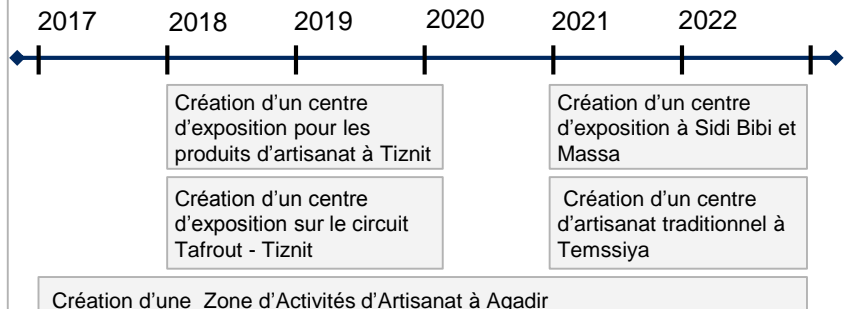 2017 2018 2019 2020 2021 2022
Création d’un centre
d’exposition pour les
produits d’artisanat à Tiznit
Création d’un centre
d’exposition à Sidi Bibi et
Massa
Création d’un centre
d’exposition sur le circuit
Tafrout - Tiznit
Création d’un centre
d’artisanat traditionnel à
Temssiya
Création d’une Zone d’Activités d’Artisanat à Agadir